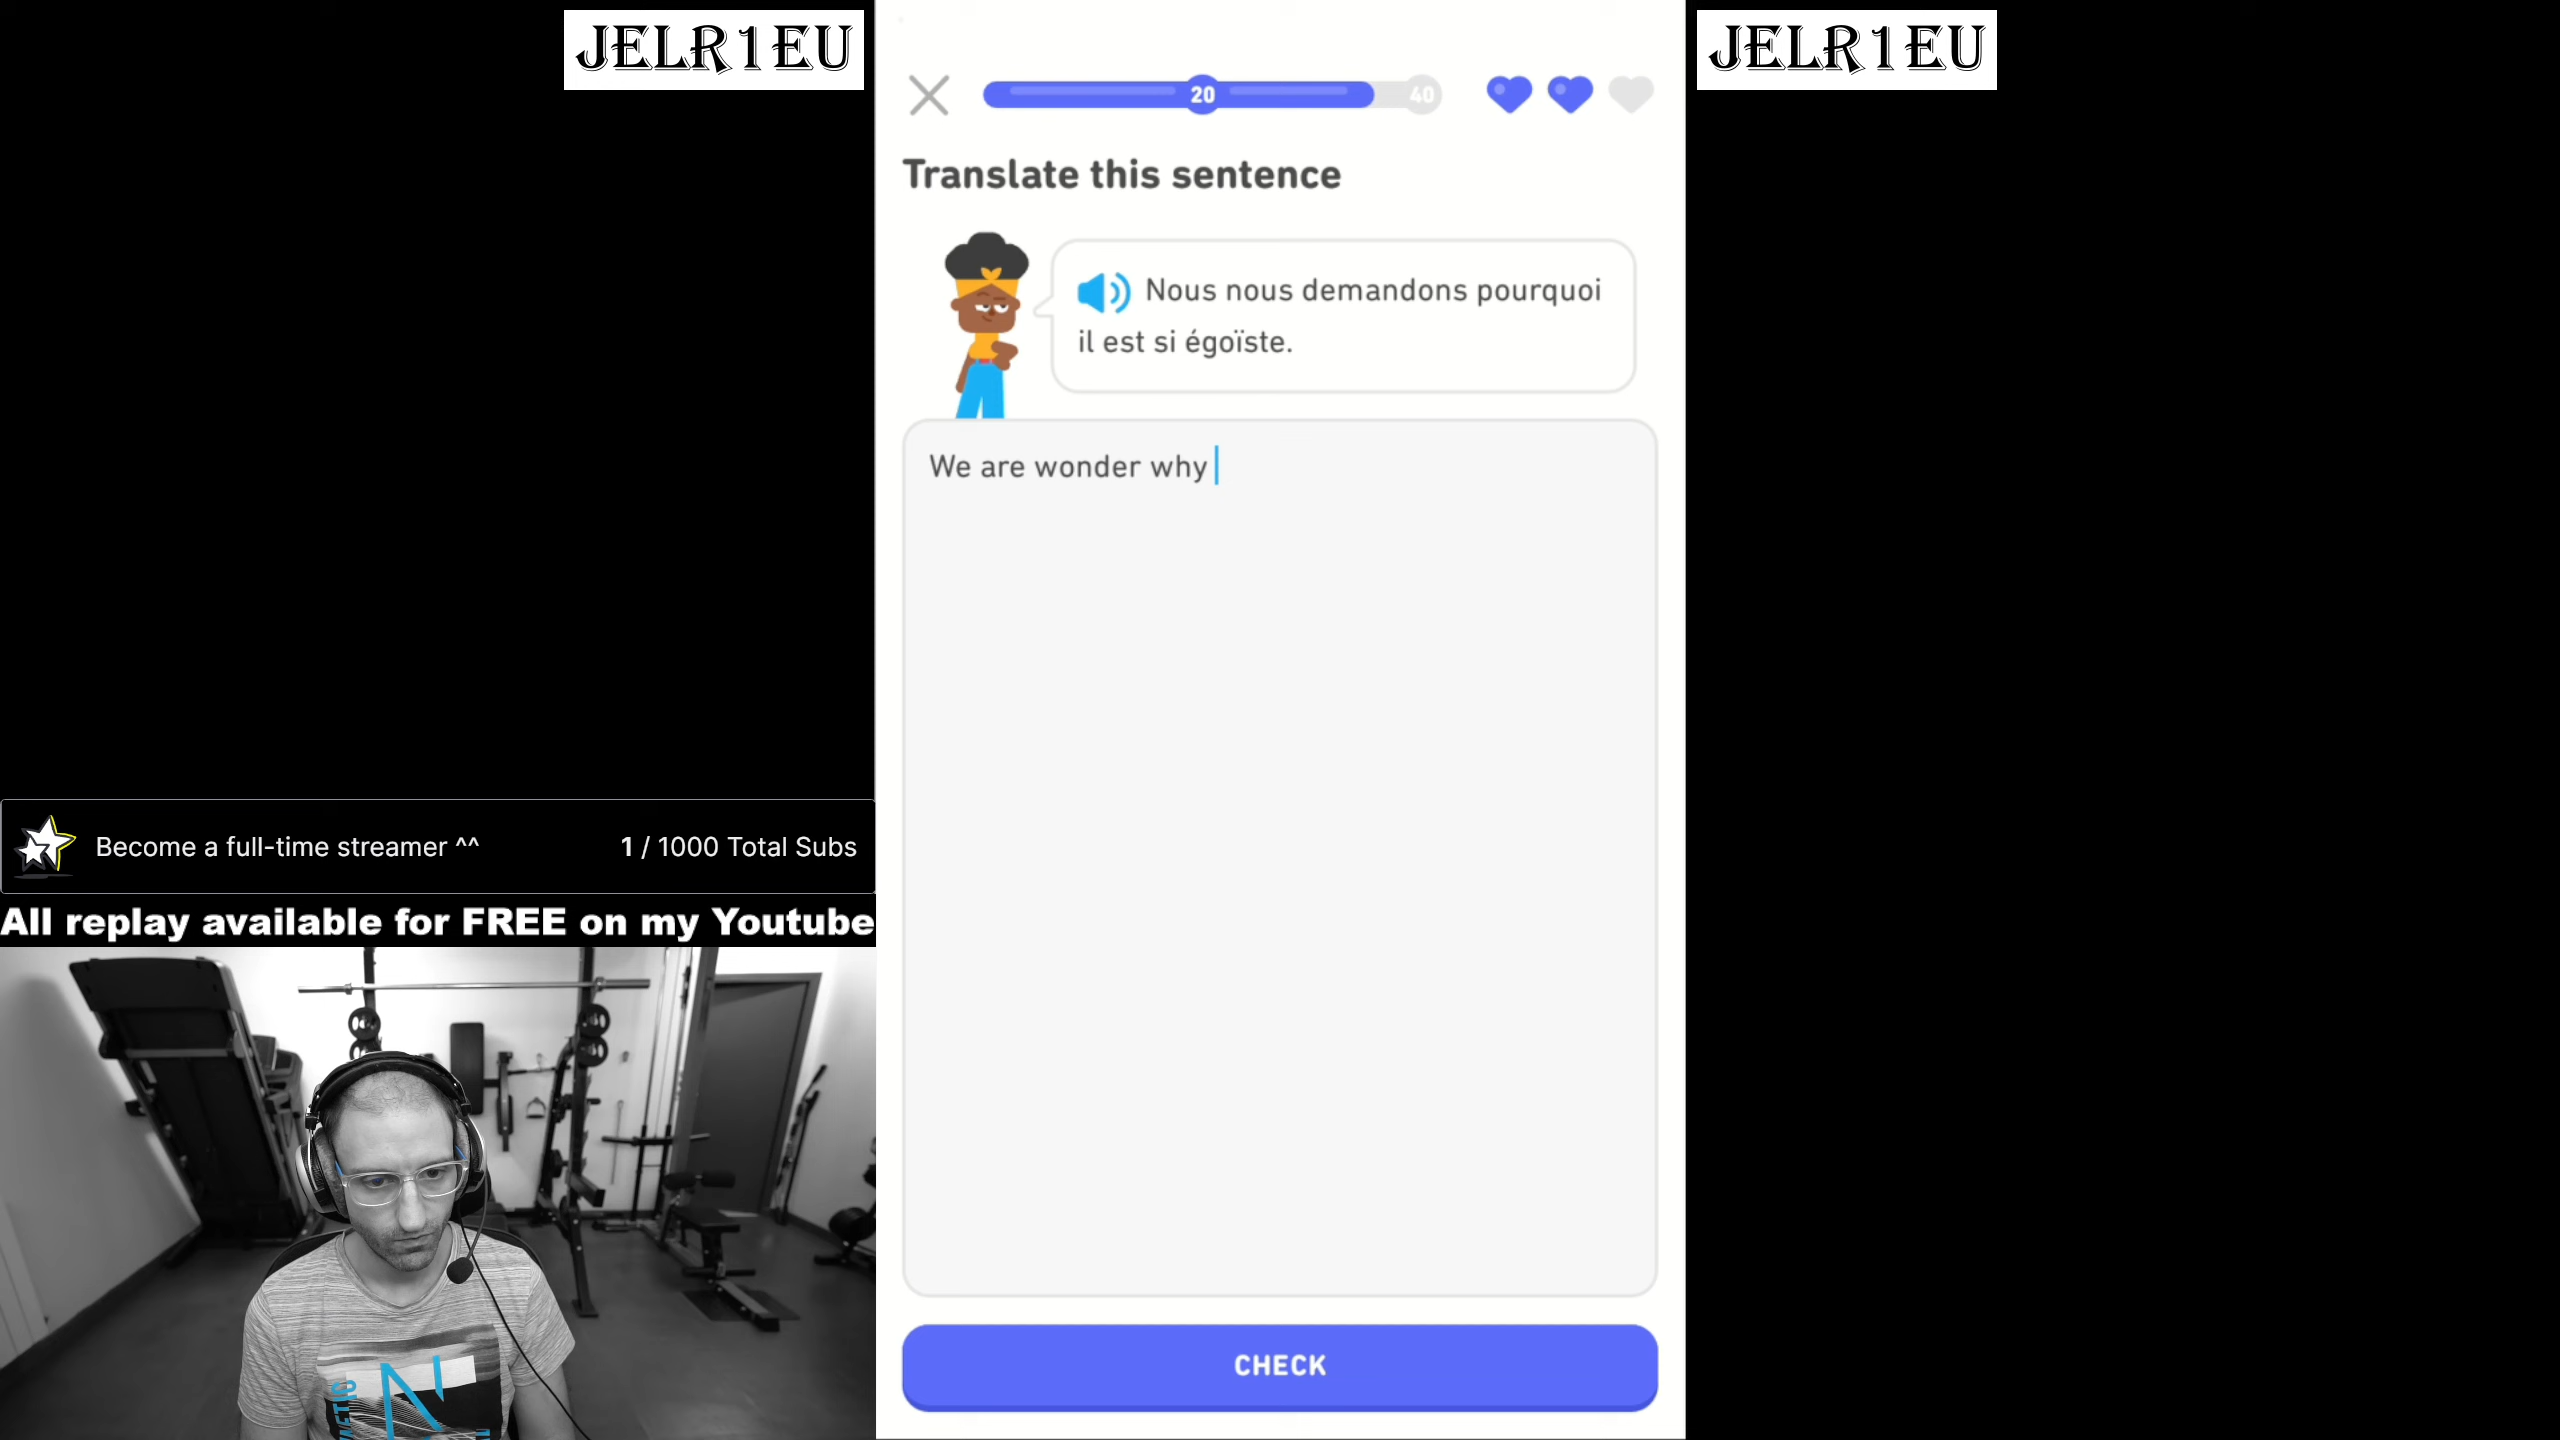 JELR1EU
JELR1EU
20
40
Translate this sentence
Nous nous demandons pourquoi
il est si égoïste.
We are wonder why
CHECK
Become a full-time streamer ^^
1 / 1000 Total Subs
All replay available for FREE on my Youtube